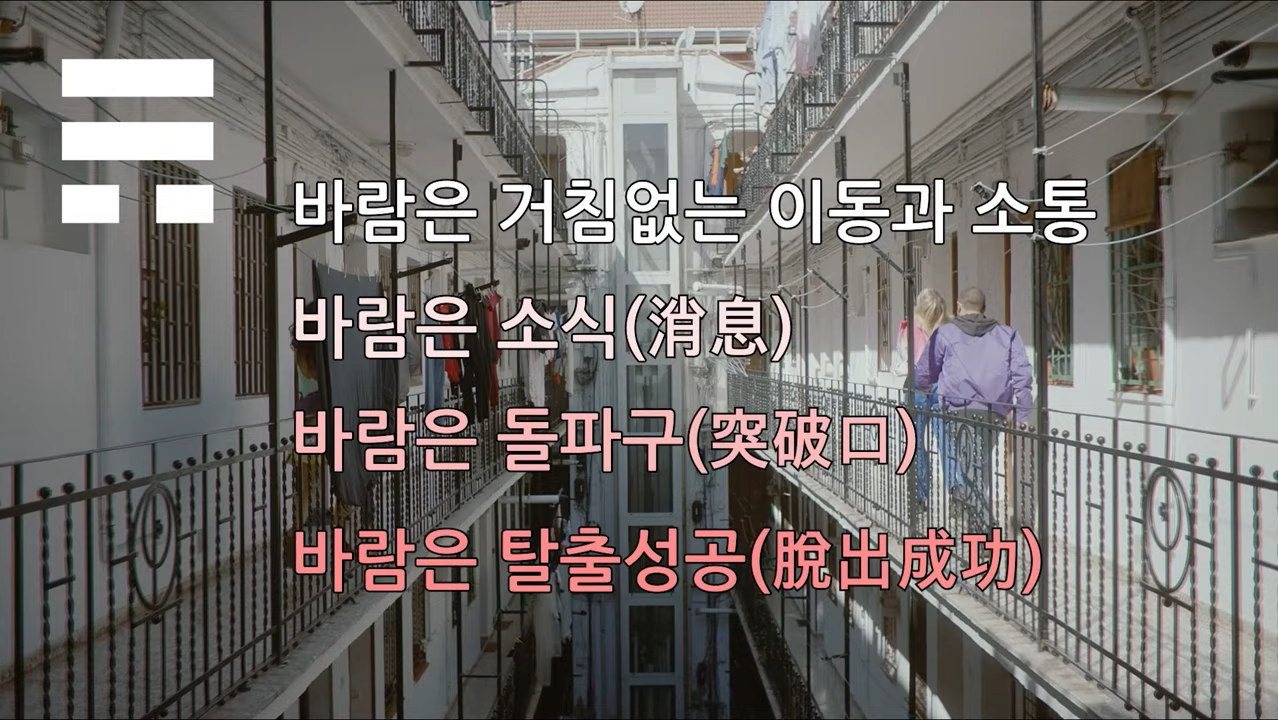 바람은 거침없는 이동과 소통
바람은 소식(消息)
바람은 돌파구(突破口)
바람은 탈출성공(脫出成功)